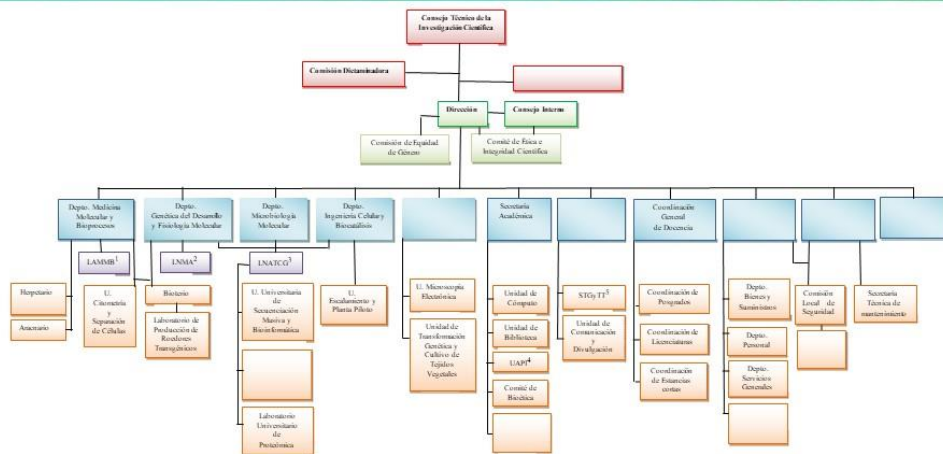 Consejo Técnico de la
Investigación Científica
Comisión Dictaminadora
Dirección
Consejo Interno
Comisión de Equidad
de Género
Comité de Ética e
Integridad Científica
Depto. Medicina
Molecular y
Bioprocesos
Depto.
Genética del Desarrollo
y Fisiología Molecular
Depto.
Microbiología
Molecular
Depto.
Ingeniería Celular y
Biocatálisis
Secretaría
Académica
Coordinación
General
de Docencia
LAMMB1
LNMA2
LNATCG3
Herpetario
Aracnario
U.
Citometría
y
Separación
de Células
Bioterio
Laboratorio de
Producción de
Roedores
Transgénicos
U. Universitaria
de
Secuenciación
Masiva y
Bioinformática
Laboratorio
Universitario
de
Proteómica
U.
Escalamiento y
Planta Piloto
U. Microscopía
Electrónica
Unidad de
Transformación
Genética y
Cultivo de
Tejidos
Vegetales
Unidad de
Cómputo
Unidad de
Biblioteca
UAPI4
Comité de
Bioética
STGyTT5
Unidad de
Comunicación y
Divulgación
Coordinación de
Posgrados
Coordinación de
Licenciaturas
Coordinación
de Estancias
cortas
Depto.
Bienes y
Suministros
Depto.
Personal
Depto.
Servicios
Generales
Comisión
Local de
Seguridad
Secretaría
Técnica de
mantenimiento